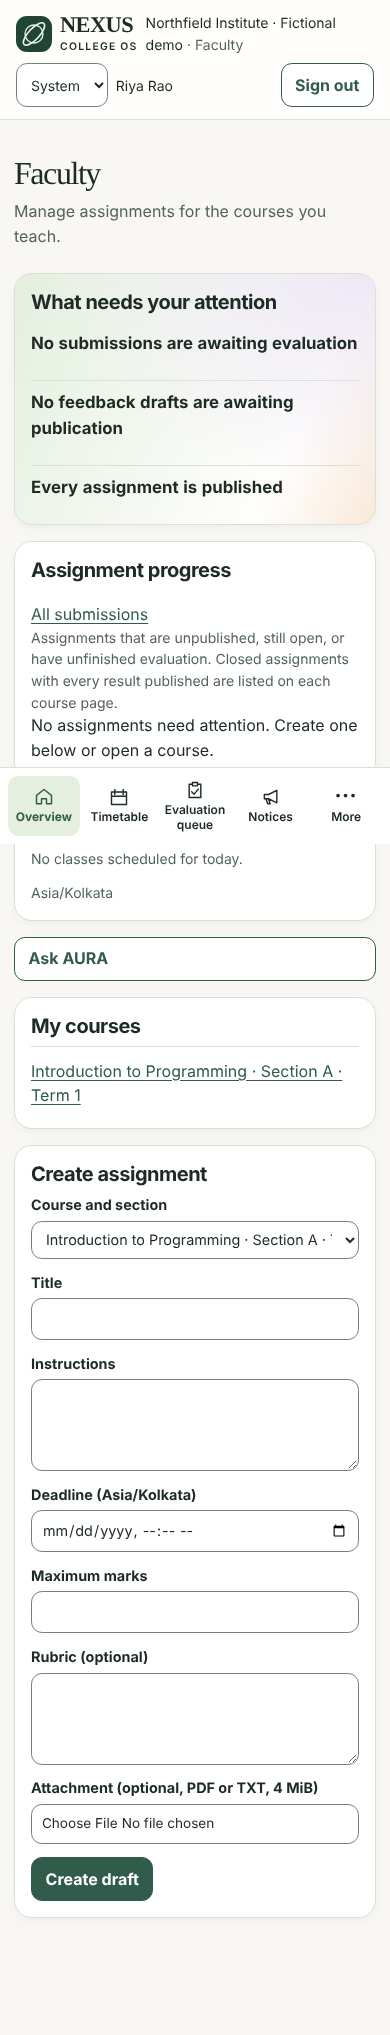 NEXUS
COLLEGE OS
Northfield Institute · Fictional
demo · Faculty
System
Riya Rao
Sign out
Faculty
Manage assignments for the courses you
teach.
What needs your attention
No submissions are awaiting evaluation
No feedback drafts are awaiting
publication
Every assignment is published
Assignment progress
All submissions
Assignments that are unpublished, still open, or
have unfinished evaluation. Closed assignments
with every result published are listed on each
course page.
No assignments need attention. Create one
below or open a course.
Overview
Timetable
Evaluation
queue
Notices
More
No classes scheduled for today.
Asia/Kolkata
Ask AURA
My courses
Introduction to Programming · Section A ·
Term 1
Create assignment
Course and section
Introduction to Programming · Section A ·
Title
Instructions
Deadline (Asia/Kolkata)
mm/dd/yyyy, --:-- --
Maximum marks
Rubric (optional)
Attachment (optional, PDF or TXT, 4 MiB)
Choose File No file chosen
Create draft